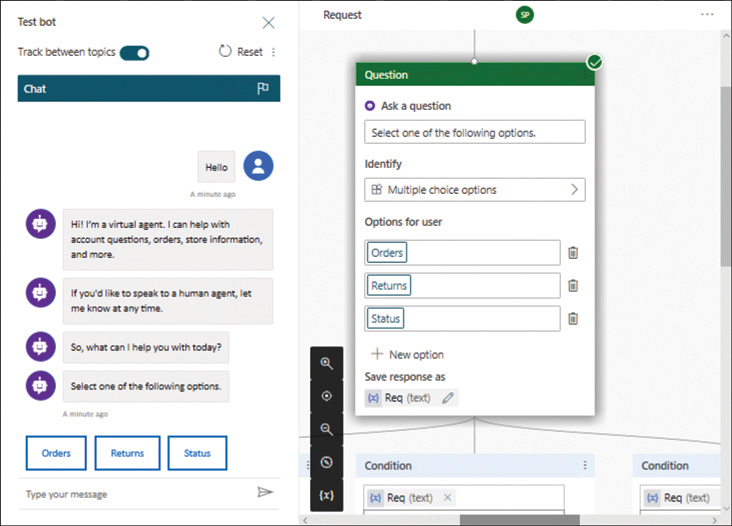 Test bot
Track between topics
Reset
Chat
Hello
A minute ago
Hi! I'm a virtual agent. I can help with
account questions, orders, store information,
and more.
If you'd like to speak to a human agent, let
me know at any time.
So, what can I help you with today?
Select one of the following options.
A minute ago
Orders
Returns
Status
Type your message
Request
SP
Question
Ask a question
Select one of the following options.
Identify
Multiple choice options
Options for user
Orders
Returns
Status
New option
Save response as
{x} Req (text)
{x}
Condition
{x} Req (text)
Condition
{x} Req (text)